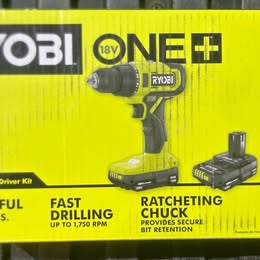 YOBI ONE+
18V
RYOBI
Driver Kit
FUL
S.
FAST
DRILLING
UP TO 1,750 RPM
RATCHETING
CHUCK
PROVIDES SECURE
BIT RETENTION